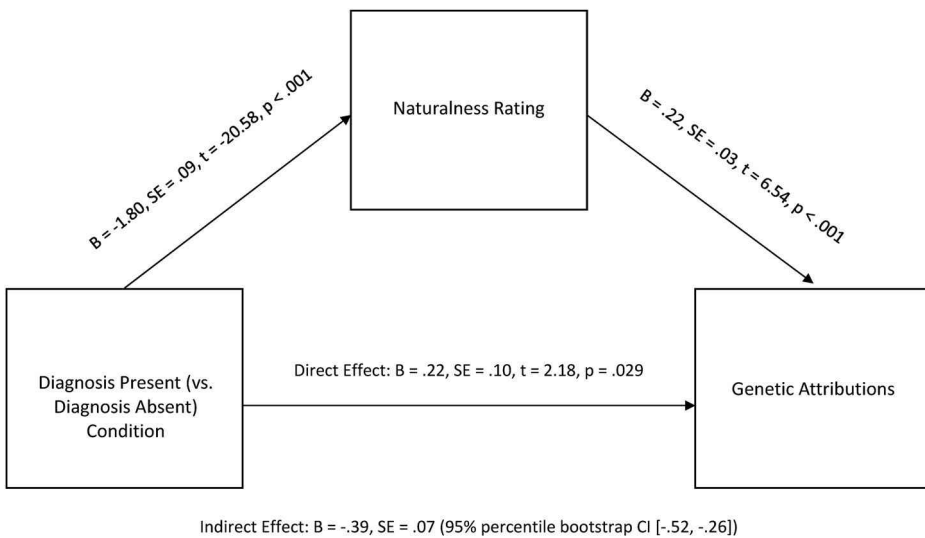 B = -1.80, SE = .09, t = -20.58, p < .001
Naturalness Rating
B = .22, SE = .03, t = 6.54, p < .001
Diagnosis Present (vs.
Diagnosis Absent)
Condition
Direct Effect: B = .22, SE = .10, t = 2.18, p = .029
Genetic Attributions
Indirect Effect: B = -.39, SE = .07 (95% percentile bootstrap CI [-.52, -.26])